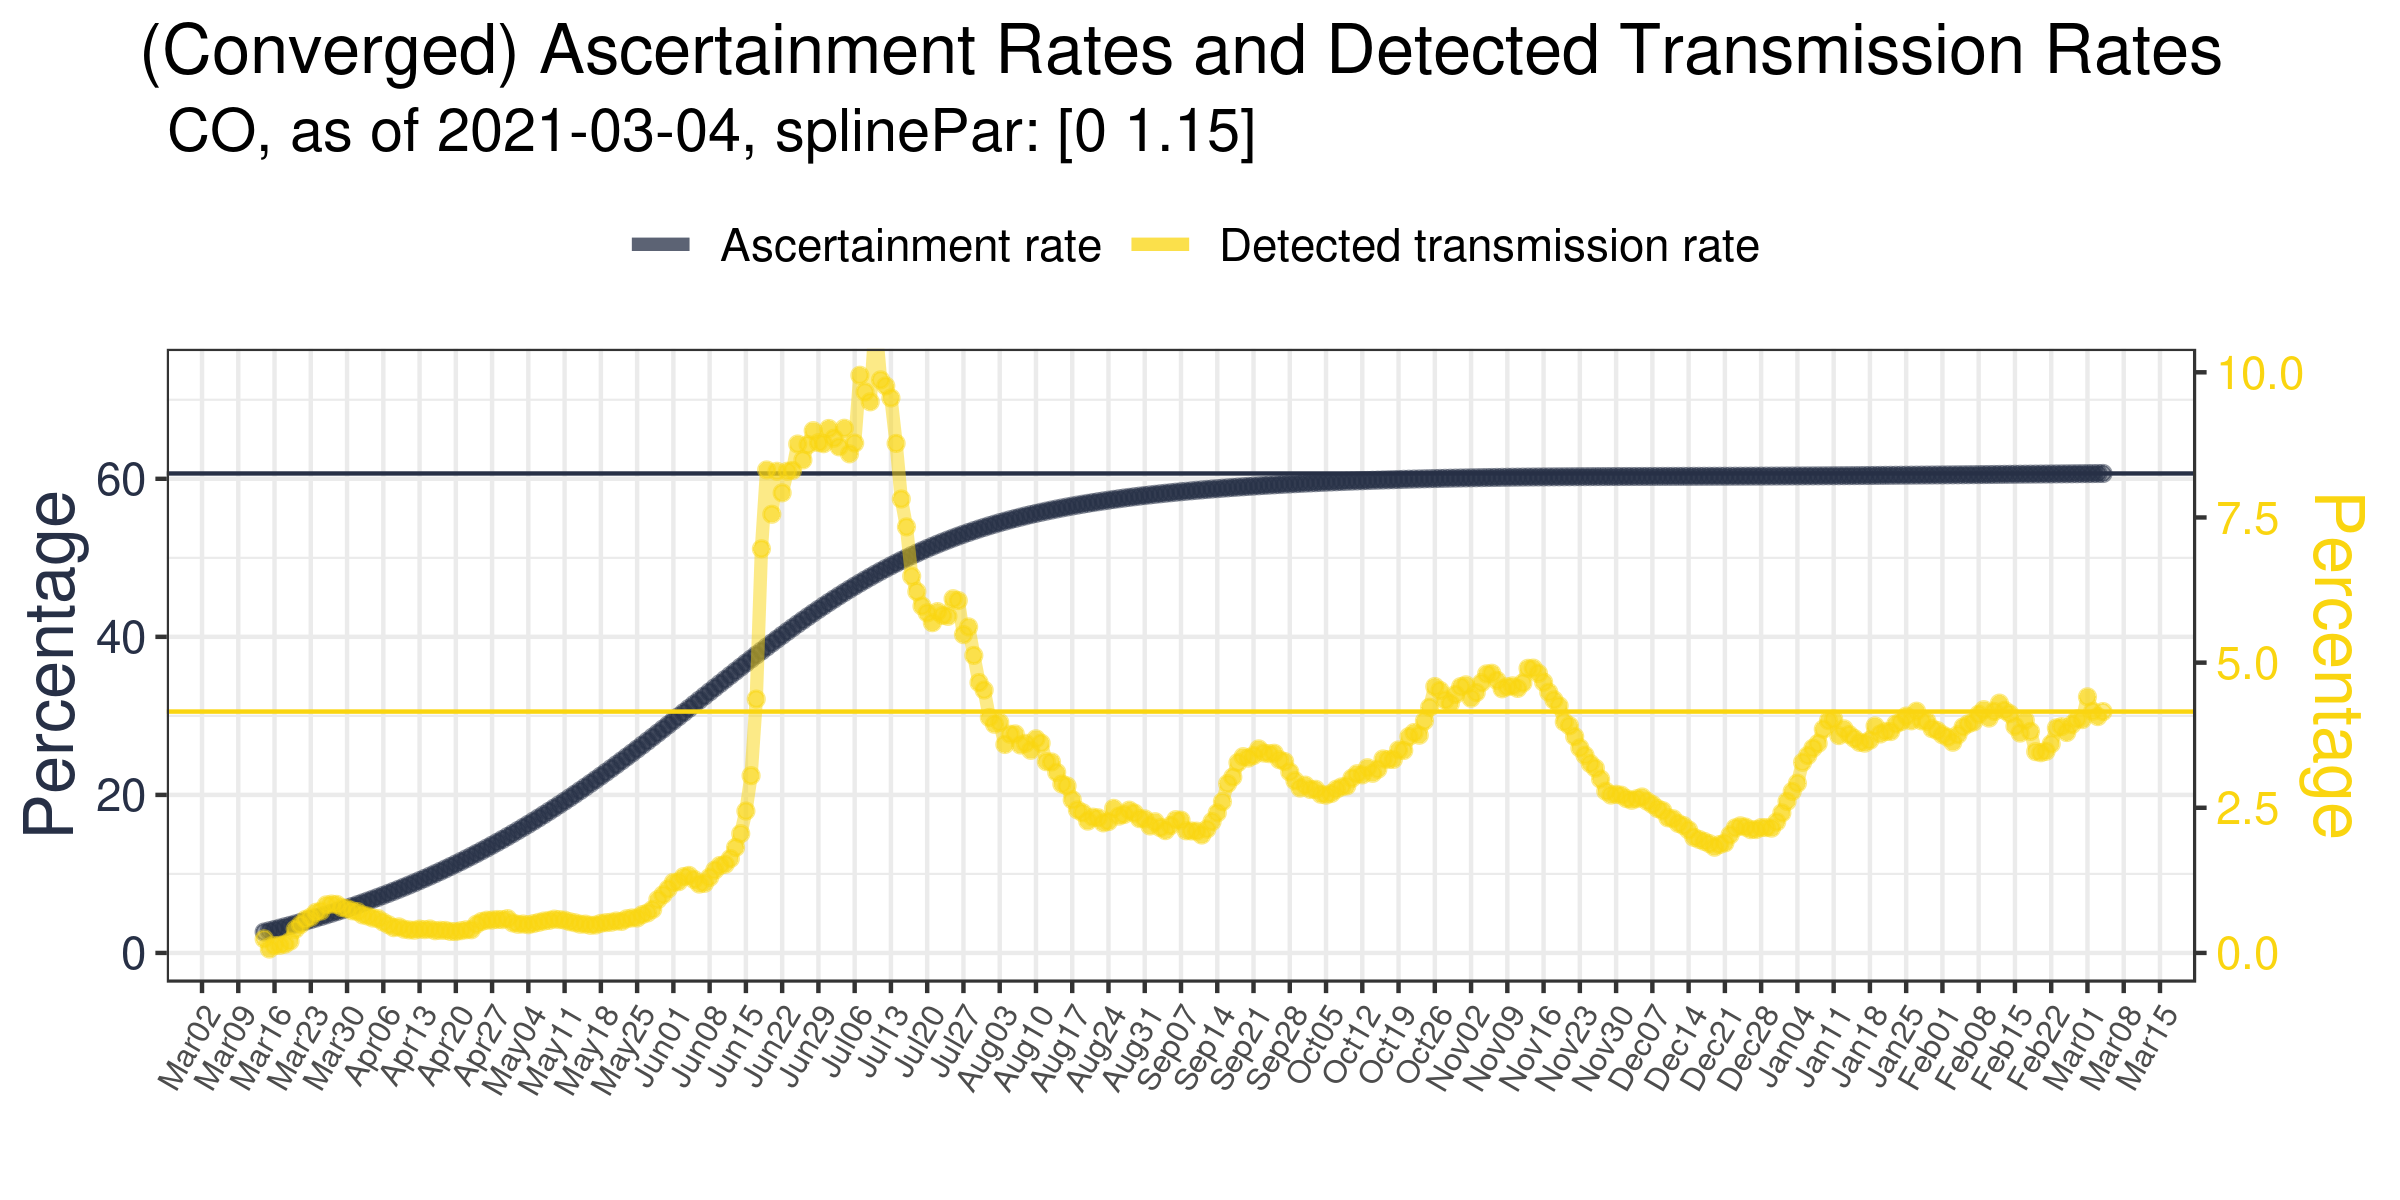 (Converged) Ascertainment Rates and Detected Transmission Rates
CO, as of 2021-03-04, splinePar: [0 1.15]
Ascertainment rate Detected transmission rate
Percentage
60
40
20
0
10.0
7.5
5.0
2.5
0.0
Percentage
Mar02
Mar09
Mar16
Mar23
Mar30
Apr06
Apr13
Apr20
Apr27
May04
May11
May18
May25
Jun01
Jun08
Jun15
Jun22
Jun29
Jul06
Jul13
Jul20
Jul27
Aug03
Aug10
Aug17
Aug24
Aug31
Sep07
Sep14
Sep21
Sep28
Oct05
Oct12
Oct19
Oct26
Nov02
Nov09
Nov16
Nov23
Nov30
Dec07
Dec14
Dec21
Dec28
Jan04
Jan11
Jan18
Jan25
Feb01
Feb08
Feb15
Feb22
Mar01
Mar08
Mar15